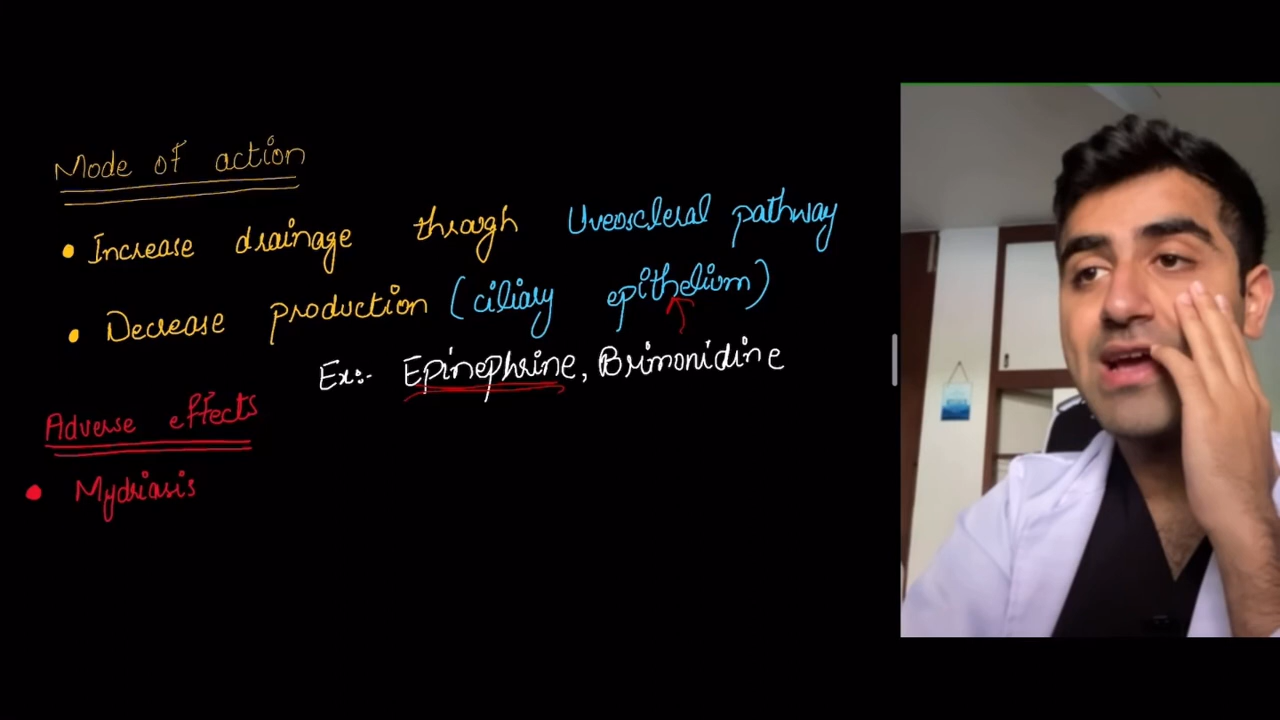 Mode of action
• Increase drainage through Uveoscleral pathway
• Decrease production (ciliary epithelium)
Ex:- Epinephrine, Brimonidine
Adverse effects
• Mydriasis